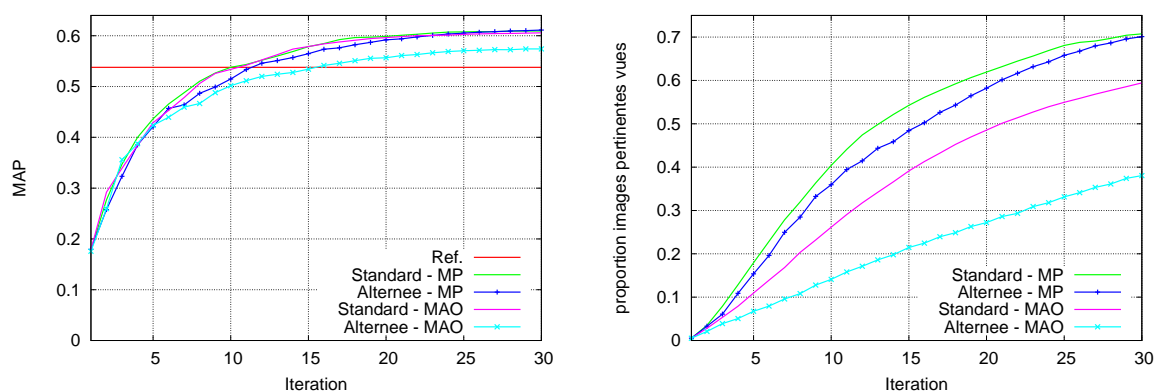 MAP
0.6
0.5
0.4
0.3
0.2
0.1
0
5 10 15 20 25 30
Iteration
Ref.
Standard - MP
Alternee - MP
Standard - MAO
Alternee - MAO
proportion images pertinentes vues
0.7
0.6
0.5
0.4
0.3
0.2
0.1
0
5 10 15 20 25 30
Iteration
Standard - MP
Alternee - MP
Standard - MAO
Alternee - MAO